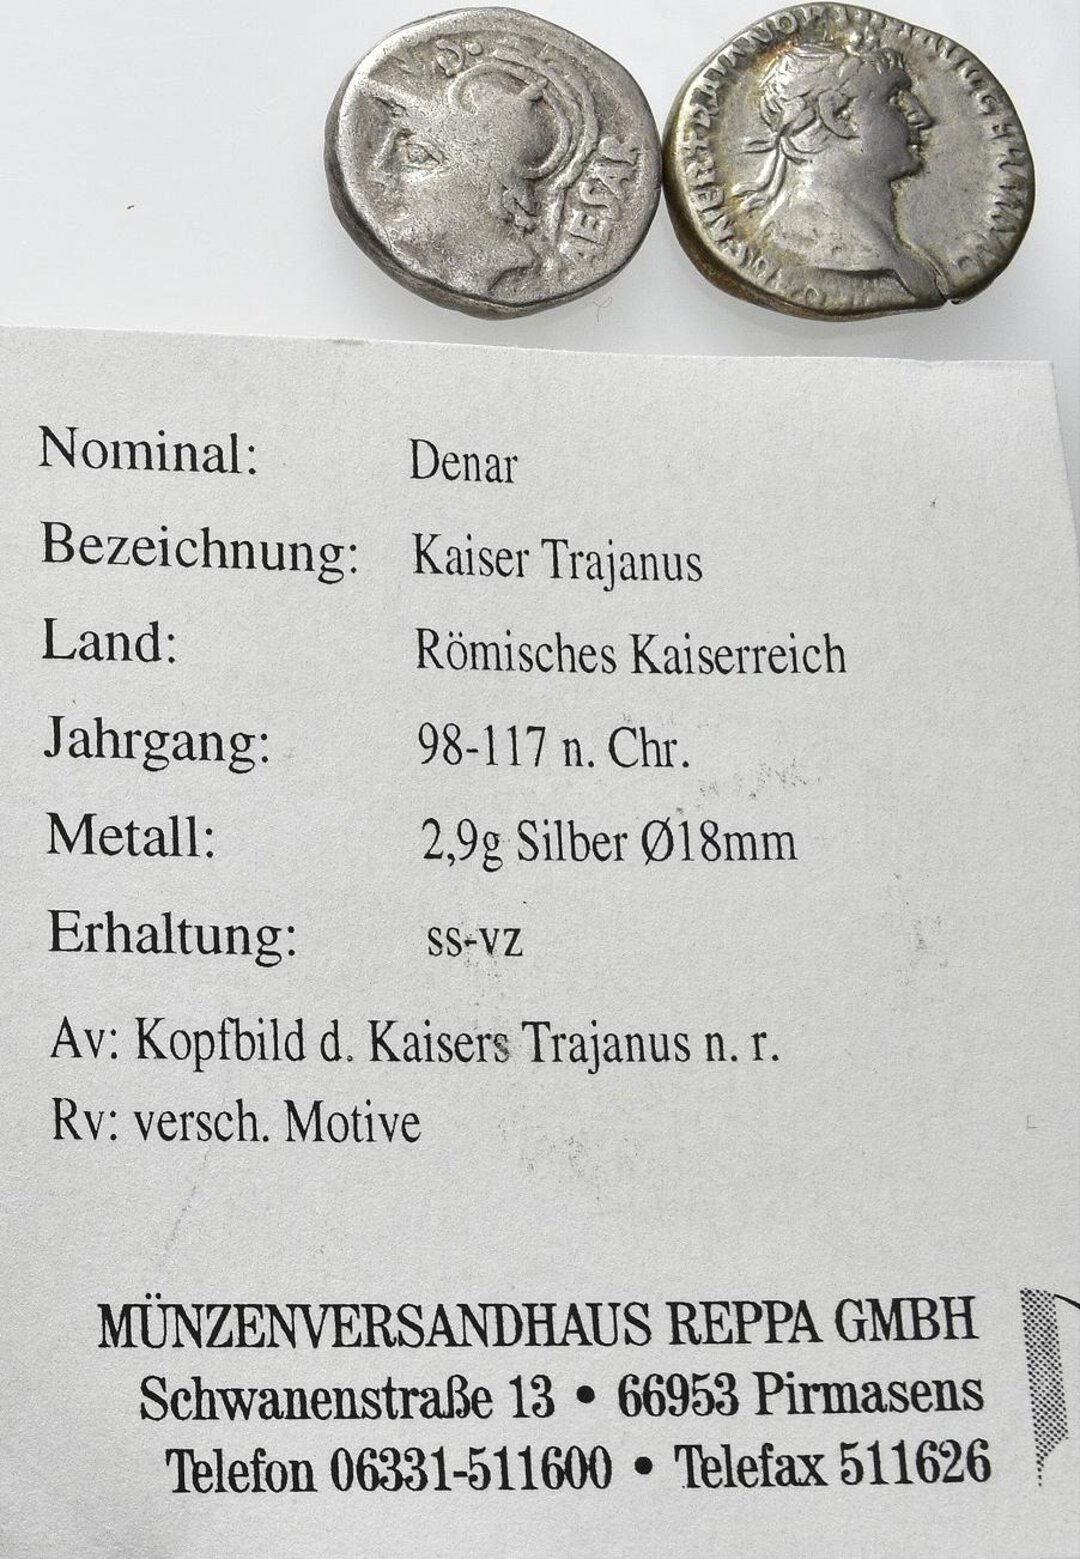 AESAR
Nominal: Denar
Bezeichnung: Kaiser Trajanus
Land: Römisches Kaiserreich
Jahrgang: 98-117 n. Chr.
Metall: 2,9g Silber Ø18mm
Erhaltung: ss-vz
Av: Kopfbild d. Kaisers Trajanus n. r.
Rv: versch. Motive
MÜNZENVERSANDHAUS REPPA GMBH
Schwanenstraße 13 • 66953 Pirmasens
Telefon 06331-511600 • Telefax 511626